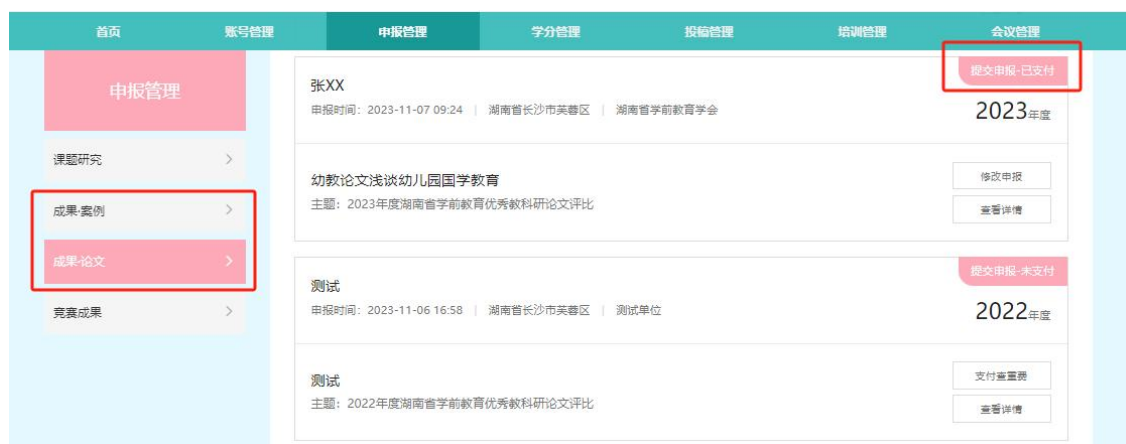 首页 账号管理 申报管理 学分管理 投稿管理 培训管理 会议管理
申报管理
课题研究
成果-案例
成果-论文
竞赛成果
提交申报-已支付
张XX
申报时间：2023-11-07 09:24 | 湖南省长沙市芙蓉区 | 湖南省学前教育学会
2023年度
幼教论文浅谈幼儿园国学教育
主题：2023年度湖南省学前教育优秀教科研论文评比
修改申报
查看详情
提交申报-未支付
测试
申报时间：2023-11-06 16:58 | 湖南省长沙市芙蓉区 | 测试单位
2022年度
测试
主题：2022年度湖南省学前教育优秀教科研论文评比
支付查重费
查看详情